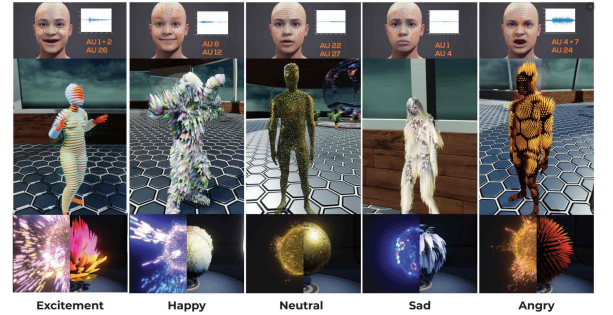 AU 1 + 2
AU 26
AU 6
AU 12
AU 22
AU 27
AU 1
AU 4
AU 4 + 7
AU 24
Excitement
Happy
Neutral
Sad
Angry